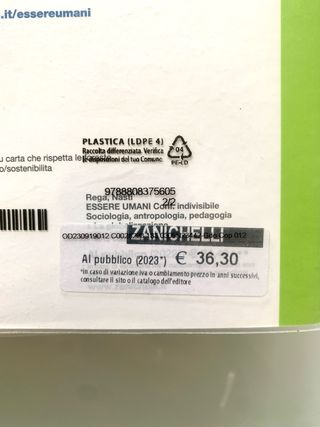 .it/essereumani
PLASTICA (LDPE 4)
Raccolta differenziata. Verifica
le disposizioni del tuo Comune.
04
PE-LD
u carta che rispetta le foreste
o/sostenibilita
9788808375605
2/2
Rega, Nasti
ESSERE UMANI Conf. indivisibile
Sociologia, antropologia, pedagogia
ZANICHELLI
Al pubblico (2023*) € 36,30
*in caso di variazione iva o cambiamento prezzo in anni successivi,
consultare il sito o il catalogo dell'editore